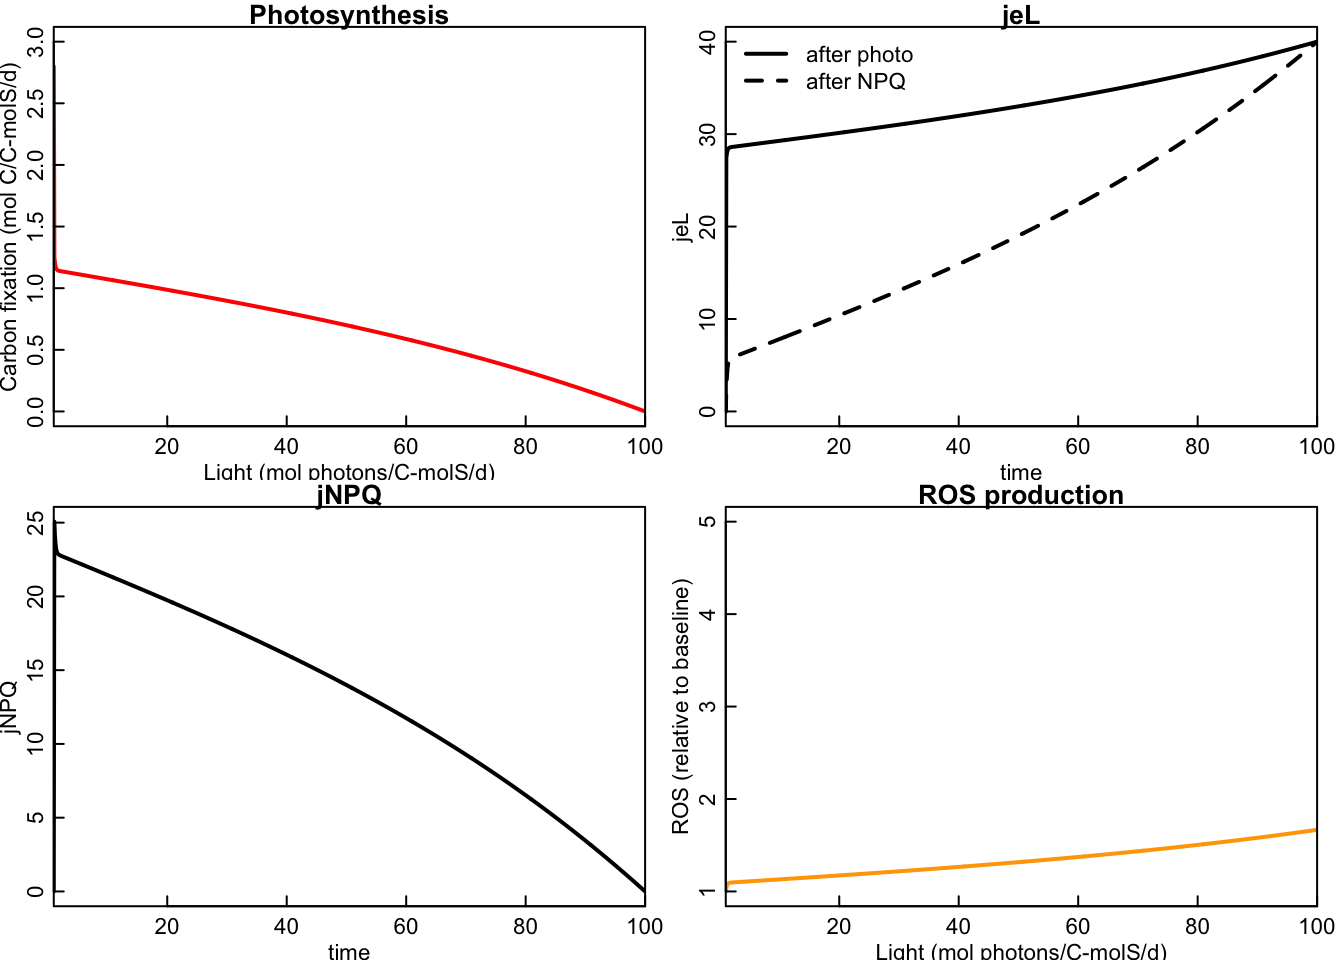 Photosynthesis
Carbon fixation (mol C/C-molS/d)
3.0
2.5
2.0
1.5
1.0
0.5
0.0
20 40 60 80 100
Light (mol photons/C-molS/d)
jeL
after photo
after NPQ
jeL
40
30
20
10
0
20 40 60 80 100
time
jNPQ
jNPQ
25
20
15
10
5
0
20 40 60 80 100
time
ROS production
ROS (relative to baseline)
5
4
3
2
1
20 40 60 80 100
Light (mol photons/C-molS/d)